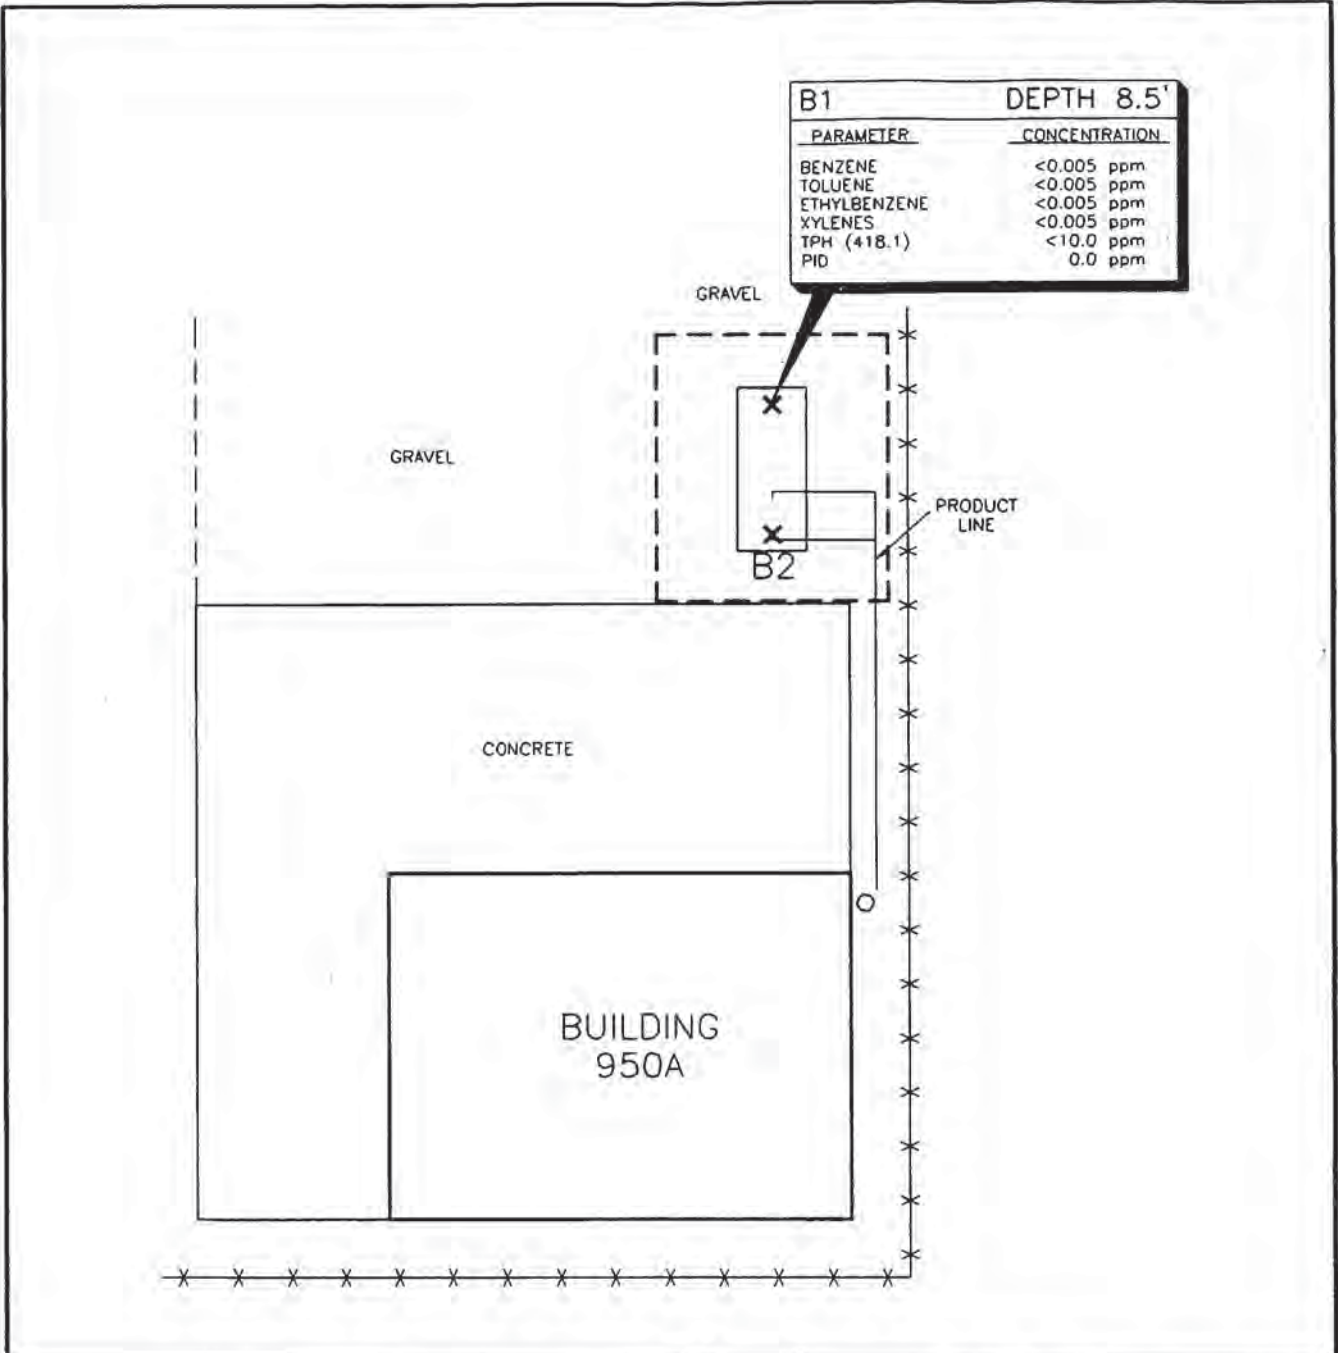 B1 DEPTH 8.5'
PARAMETER CONCENTRATION
BENZENE <0.005 ppm
TOLUENE <0.005 ppm
ETHYLBENZENE <0.005 ppm
XYLENES <0.005 ppm
TPH (418.1) <10.0 ppm
PID 0.0 ppm
GRAVEL
GRAVEL
PRODUCT
LINE
B2
CONCRETE
BUILDING
950A